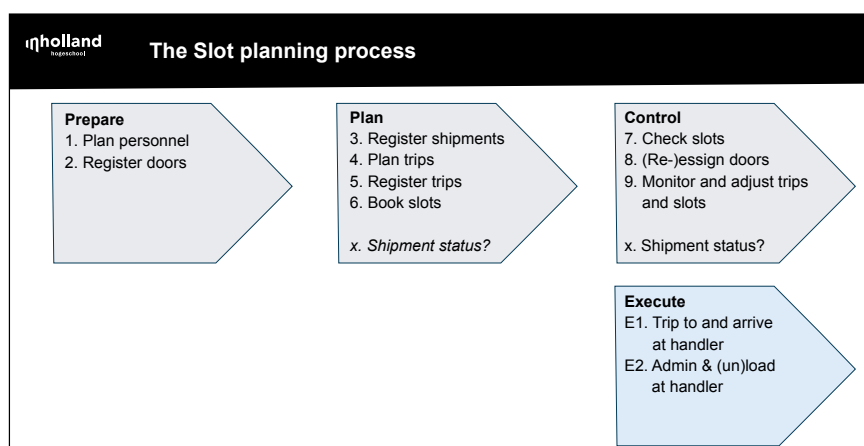 inholland
hogeschool
The Slot planning process
Prepare
1. Plan personnel
2. Register doors
Plan
3. Register shipments
4. Plan trips
5. Register trips
6. Book slots
x. Shipment status?
Control
7. Check slots
8. (Re-)essign doors
9. Monitor and adjust trips
and slots
x. Shipment status?
Execute
E1. Trip to and arrive
at handler
E2. Admin & (un)load
at handler